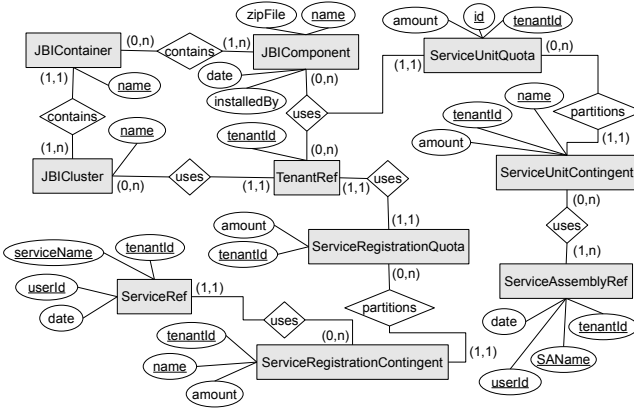 zipFile
name
amount
id
tenantId
JBIContainer
(0,n)
contains
(1,n)
JBIComponent
ServiceUnitQuota
(0,n)
(1,1)
name
date
installedBy
(0,n)
(1,1)
name
tenantId
partitions
contains
name
tenantId
uses
amount
(1,1)
(1,n)
(0,n)
JBICluster
(0,n)
uses
(1,1)
TenantRef
(1,1)
uses
ServiceUnitContingent
(0,n)
amount
tenantId
(1,1)
ServiceRegistrationQuota
uses
serviceName
tenantId
(0,n)
(1,n)
userId
ServiceRef
(1,1)
ServiceAssemblyRef
date
uses
partitions
date
tenantId
tenantId
(0,n)
(1,1)
SAName
name
ServiceRegistrationContingent
userId
amount